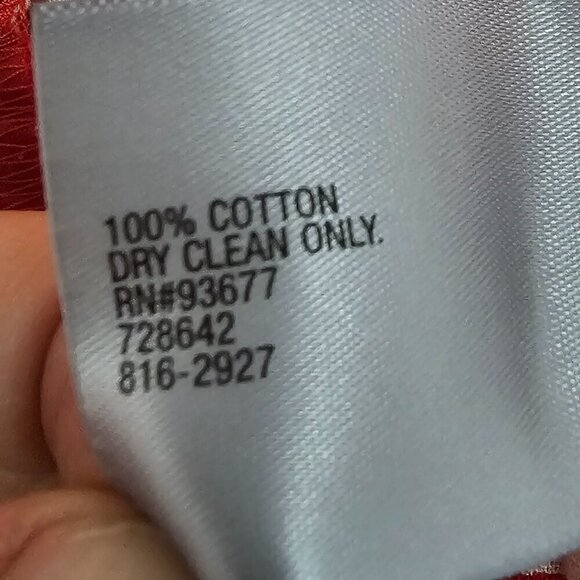 100% COTTON
DRY CLEAN ONLY.
RN#93677
728642
816-2927